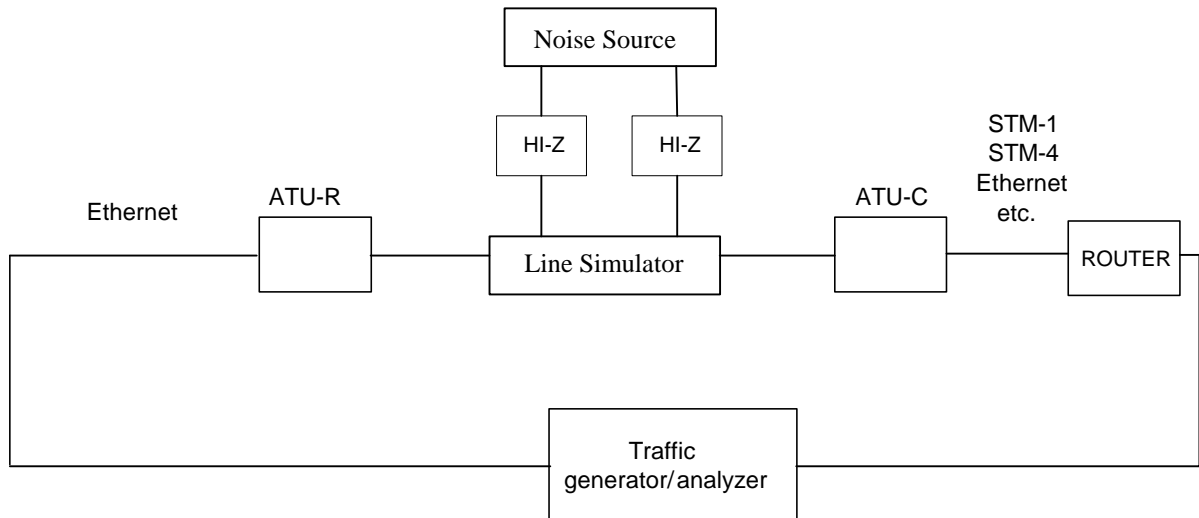 Noise Source
HI-Z
HI-Z
STM-1
STM-4
Ethernet
etc.
Ethernet
ATU-R
ATU-C
Line Simulator
ROUTER
Traffic
generator/analyzer